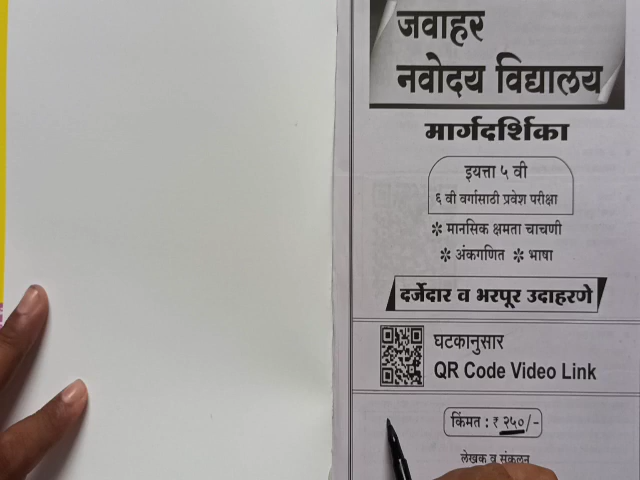 जवाहर
नवोदय विद्यालय
मार्गदर्शिका
इयत्ता ५ वी
६ वी वर्गासाठी प्रवेश परीक्षा
✻ मानसिक क्षमता चाचणी
✻ अंकगणित ✻ भाषा
दर्जेदार व भरपूर उदाहरणे
घटकानुसार
QR Code Video Link
किंमत : ₹ २५०/-
लेखक व संकलन